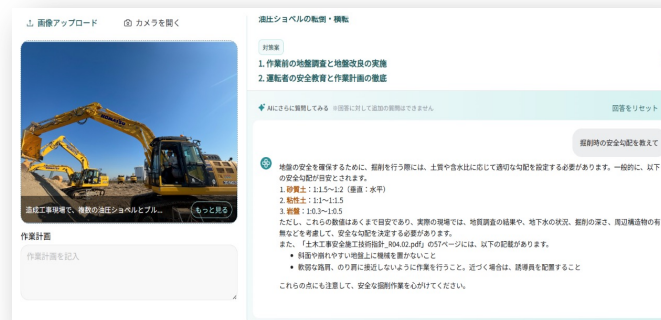 画像アップロード
カメラを開く
造成工事現場で、複数の油圧ショベルとブル...
もっと見る
作業計画
作業計画を記入
油圧ショベルの転倒・横転
対策案
1. 作業前の地盤調査と地盤改良の実施
2. 運転者の安全教育と作業計画の徹底
AIにさらに質問してみる ※回答に対して追加の質問はできません
回答をリセット
掘削時の安全勾配を教えて
地盤の安全を確保するために、掘削を行う際には、土質や含水比に応じて適切な勾配を設定する必要があります。一般的に、以下
の安全勾配が目安とされます。
1. 砂質土：1:1.5～1:2（垂直：水平）
2. 粘性土：1:1～1:1.5
3. 岩盤：1:0.3～1:0.5
ただし、これらの数値はあくまで目安であり、実際の現場では、地質調査の結果や、地下水の状況、掘削の深さ、周辺構造物の有
無などを考慮して、安全な勾配を決定する必要があります。
また、「土木工事安全施工技術指針_R04.02.pdf」の57ページには、以下の記載があります。
• 斜面や崩れやすい地盤上に機械を置かないこと
• 軟弱な路肩、のり肩に接近しないように作業を行うこと。近づく場合は、誘導員を配置すること
これらの点にも注意して、安全な掘削作業を心がけてください。